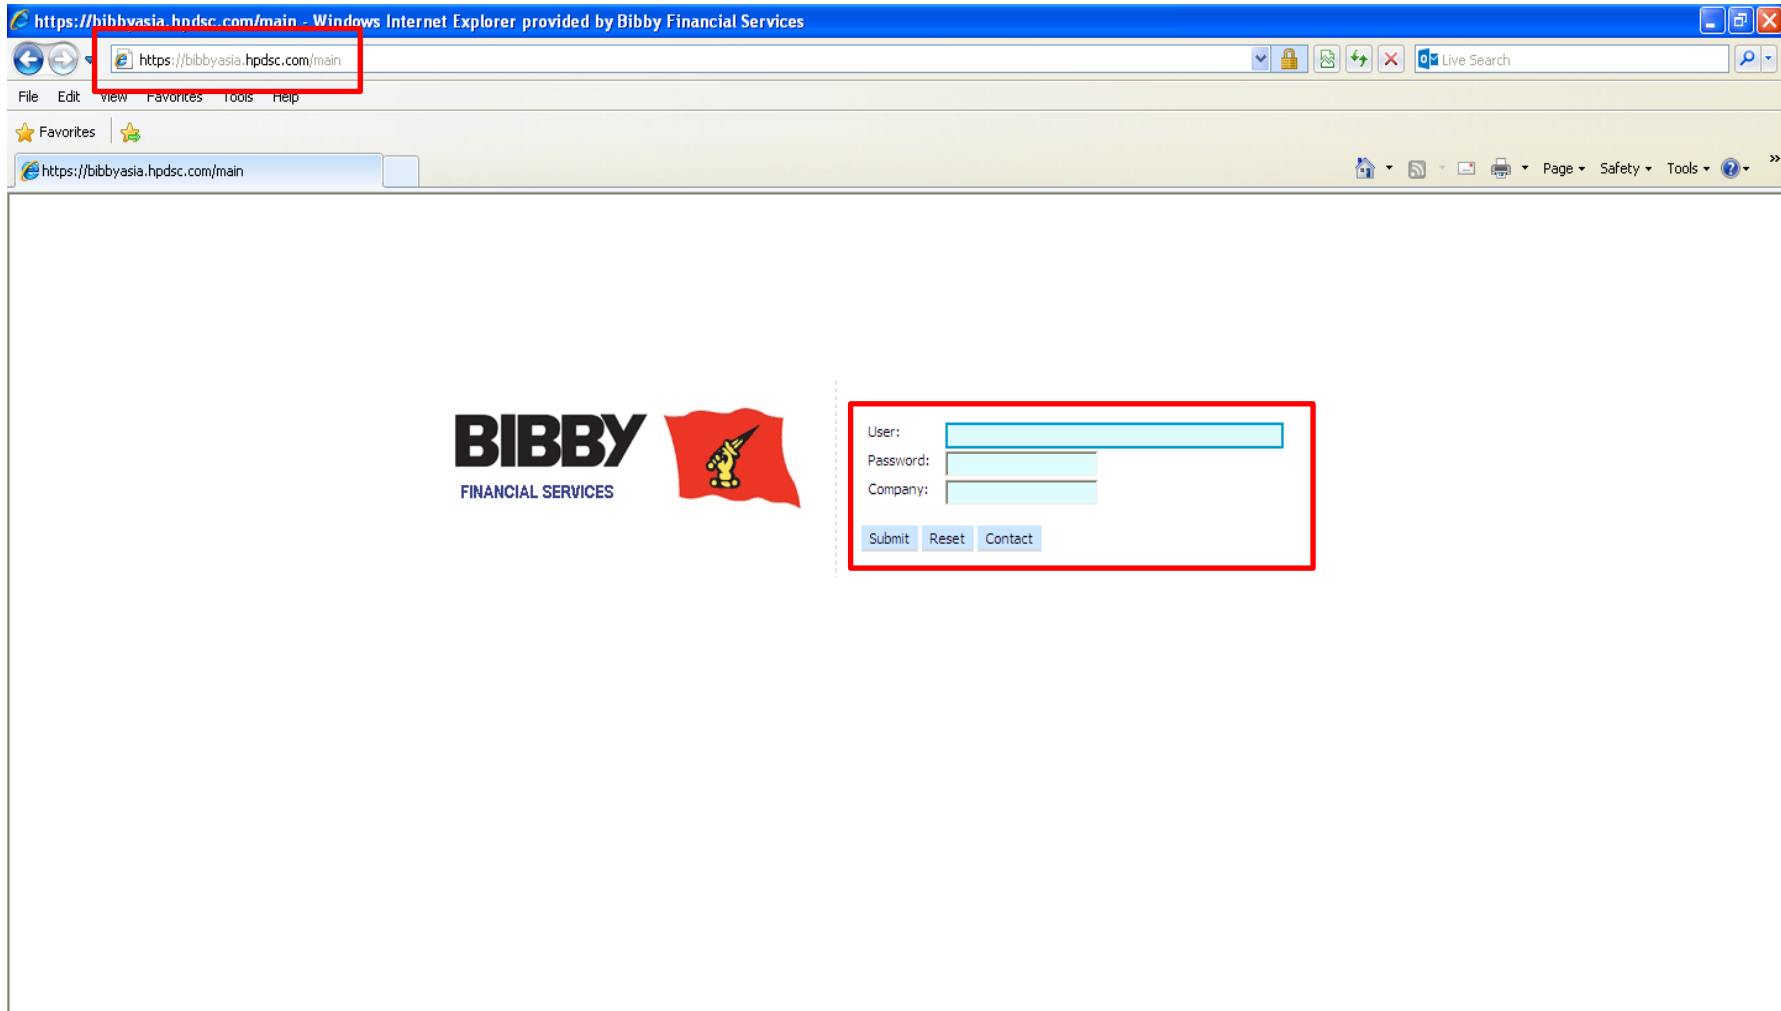 https://bibbyasia.hpdsc.com/main - Windows Internet Explorer provided by Bibby Financial Services
https://bibbyasia.hpdsc.com/main
Live Search
File Edit View Favorites Tools Help
Favorites
https://bibbyasia.hpdsc.com/main
Page Safety Tools
BIBBY
FINANCIAL SERVICES
User:
Password:
Company:
Submit Reset Contact